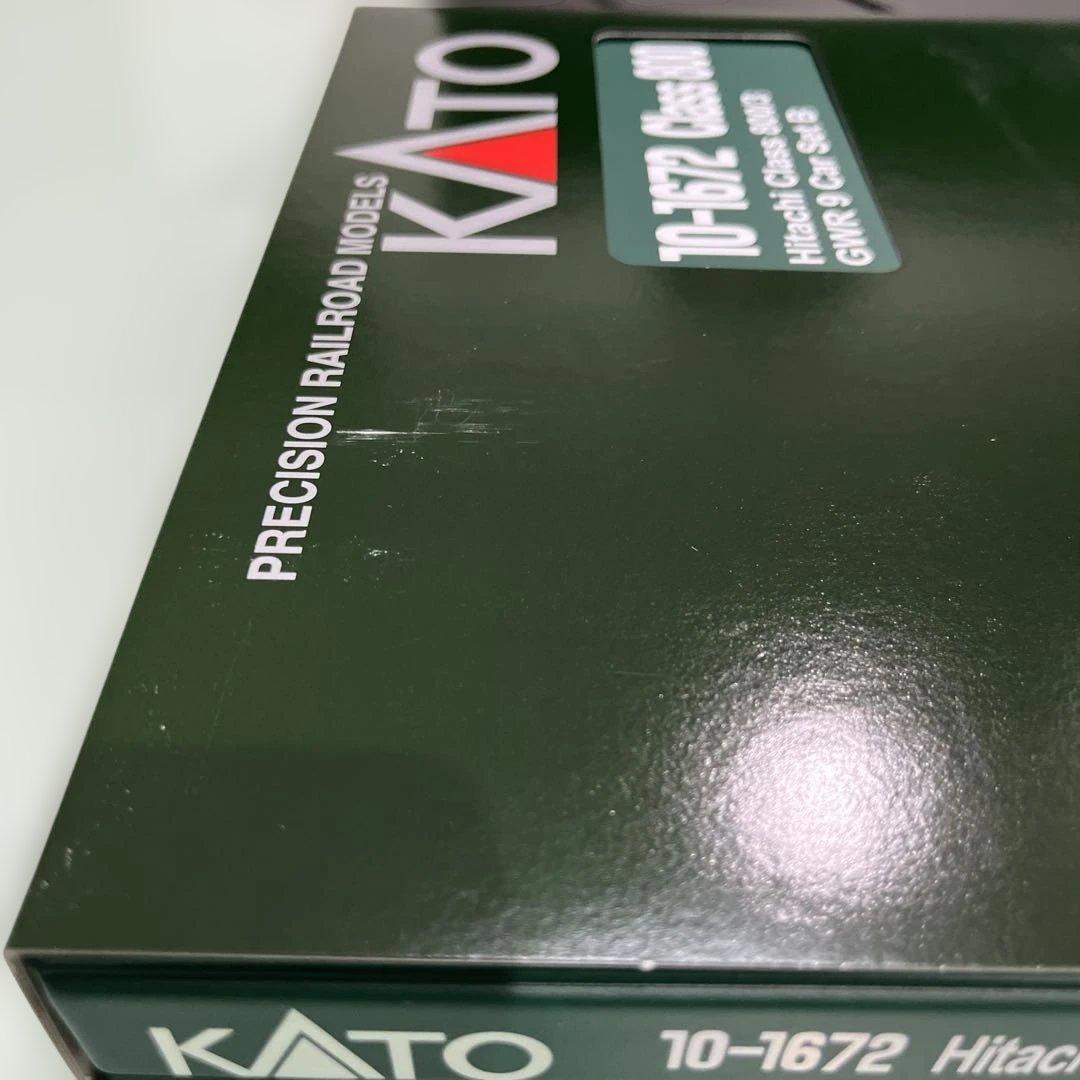 KATO
PRECISION RAILROAD MODELS
10-1672 Class 800
Hitachi Class 800/3
GWR 9 Car Set B
KATO
10-1672 Hitach